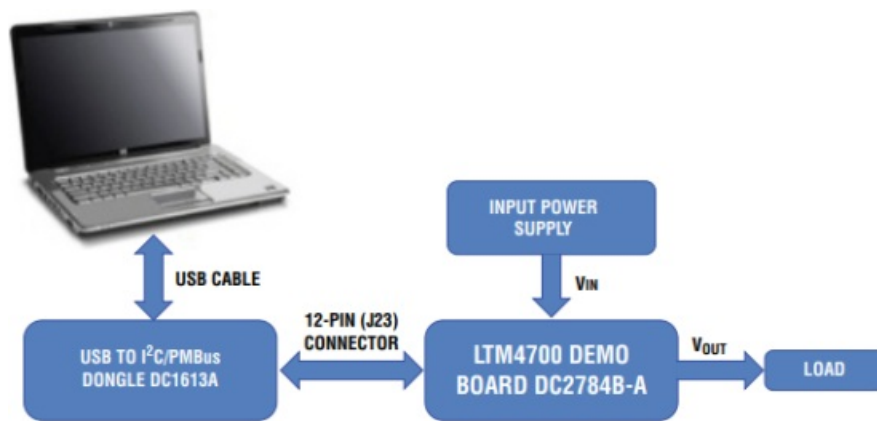 INPUT POWER
SUPPLY
USB CABLE
VIN
12-PIN (J23)
CONNECTOR
USB TO I²C/PMBus
DONGLE DC1613A
LTM4700 DEMO
BOARD DC2784B-A
VOUT
LOAD